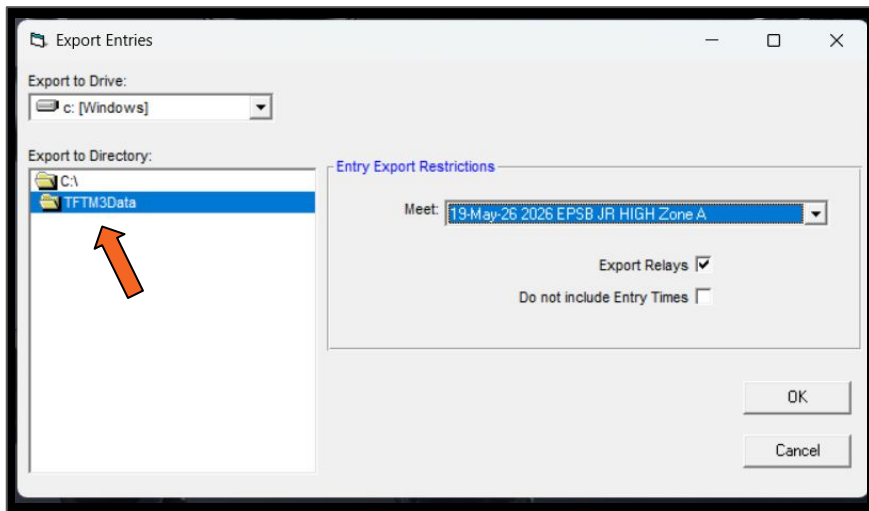 Export Entries
Export to Drive:
c: [Windows]
Export to Directory:
C:\
TFTM3Data
Entry Export Restrictions
Meet: 19-May-26 2026 EPSB JR HIGH Zone A
Export Relays
Do not include Entry Times
OK
Cancel